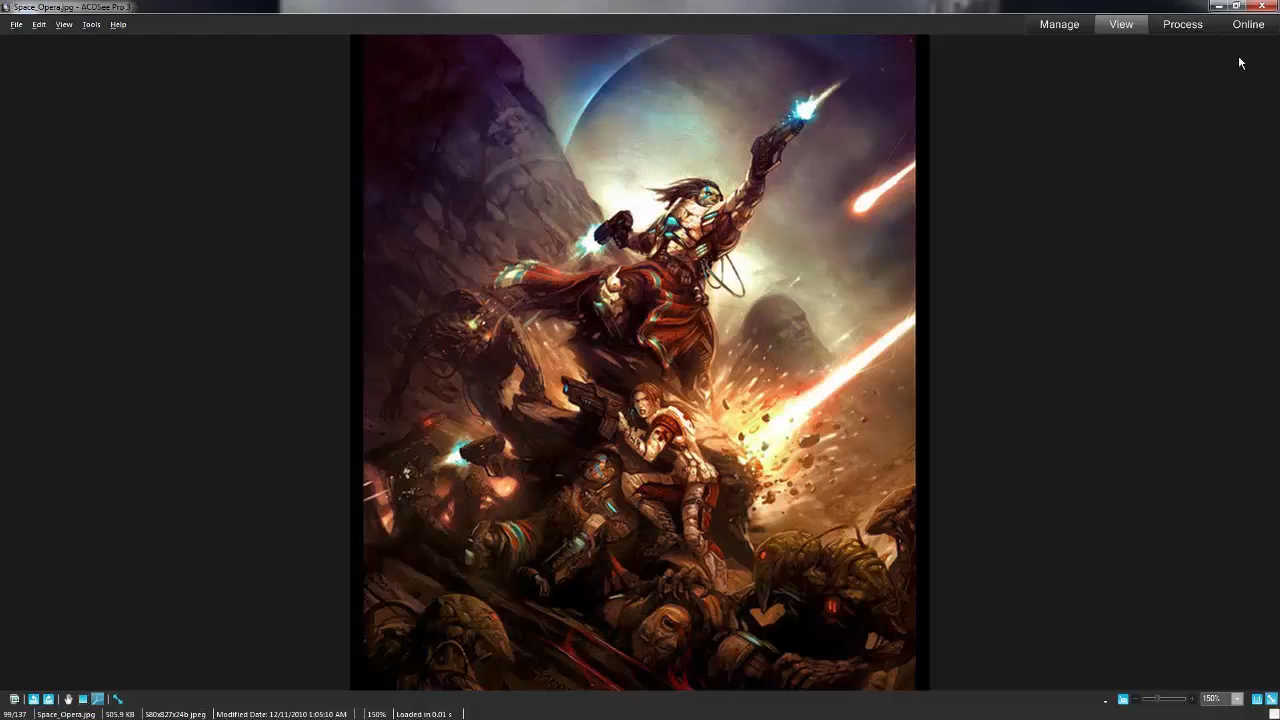 Space_Opera.jpg - ACDSee Pro 3
File Edit View Tools Help
Manage View Process Online
150%
99/137 Space_Opera.jpg 505.9 KB 580x827x24b jpeg Modified Date: 12/11/2010 1:05:10 AM 150% Loaded in 0.01 s